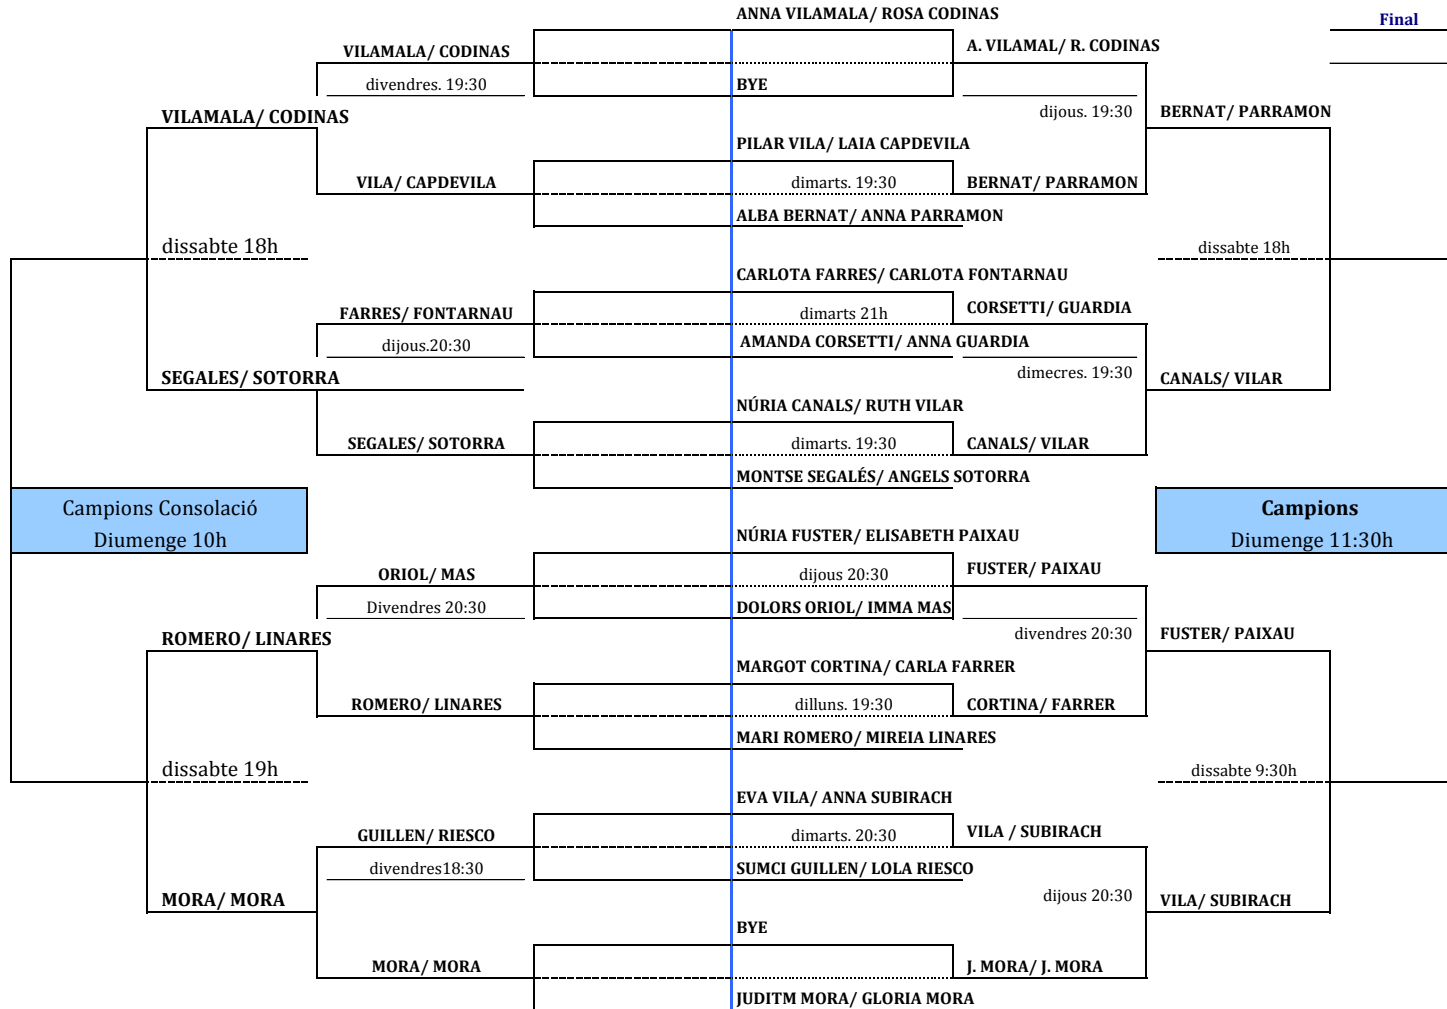 ANNA VILAMALA/ ROSA CODINAS
Final
VILAMALA/ CODINAS
A. VILAMAL/ R. CODINAS
divendres. 19:30
BYE
VILAMALA/ CODINAS
dijous. 19:30
BERNAT/ PARRAMON
PILAR VILA/ LAIA CAPDEVILA
VILA/ CAPDEVILA
dimarts. 19:30
BERNAT/ PARRAMON
ALBA BERNAT/ ANNA PARRAMON
dissabte 18h
dissabte 18h
CARLOTA FARRES/ CARLOTA FONTARNAU
FARRES/ FONTARNAU
dimarts 21h
CORSETTI/ GUARDIA
dijous.20:30
AMANDA CORSETTI/ ANNA GUARDIA
SEGALES/ SOTORRA
dimecres. 19:30
CANALS/ VILAR
NÚRIA CANALS/ RUTH VILAR
SEGALES/ SOTORRA
dimarts. 19:30
CANALS/ VILAR
MONTSE SEGALÉS/ ANGELS SOTORRA
Campions Consolació
Diumenge 10h
Campions
Diumenge 11:30h
NÚRIA FUSTER/ ELISABETH PAIXAU
ORIOL/ MAS
dijous 20:30
FUSTER/ PAIXAU
Divendres 20:30
DOLORS ORIOL/ IMMA MAS
ROMERO/ LINARES
divendres 20:30
FUSTER/ PAIXAU
MARGOT CORTINA/ CARLA FARRER
ROMERO/ LINARES
dilluns. 19:30
CORTINA/ FARRER
MARI ROMERO/ MIREIA LINARES
dissabte 19h
dissabte 9:30h
EVA VILA/ ANNA SUBIRACH
GUILLEN/ RIESCO
dimarts. 20:30
VILA / SUBIRACH
divendres18:30
SUMCI GUILLEN/ LOLA RIESCO
MORA/ MORA
dijous 20:30
VILA/ SUBIRACH
BYE
MORA/ MORA
J. MORA/ J. MORA
JUDITM MORA/ GLORIA MORA